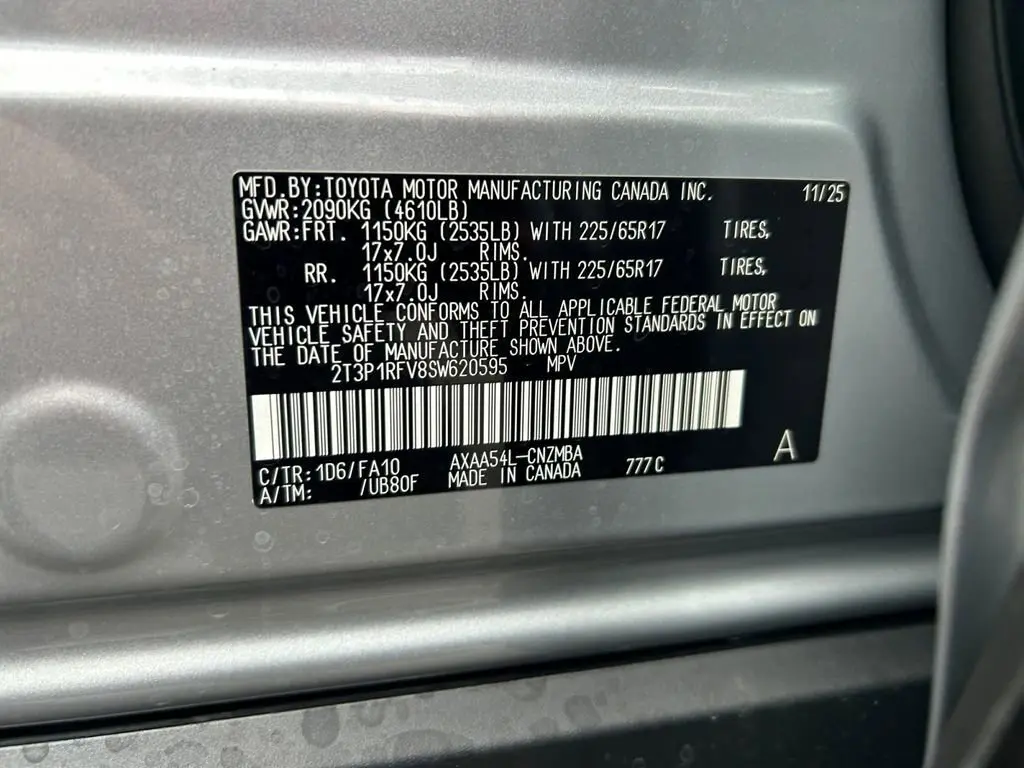 MFD.BY:TOYOTA MOTOR MANUFACTURING CANADA INC. 11/25
GVWR:2090KG (4610LB)
GAWR:FRT. 1150KG (2535LB) WITH 225/65R17 TIRES,
17x7.0J RIMS.
RR. 1150KG (2535LB) WITH 225/65R17 TIRES,
17x7.0J RIMS.
THIS VEHICLE CONFORMS TO ALL APPLICABLE FEDERAL MOTOR
VEHICLE SAFETY AND THEFT PREVENTION STANDARDS IN EFFECT ON
THE DATE OF MANUFACTURE SHOWN ABOVE.
2T3P1RFV8SW620595 MPV
C/TR: 1D6/FA10 AXAA54L-CNZMBA 777C A
A/TM: /UB80F MADE IN CANADA